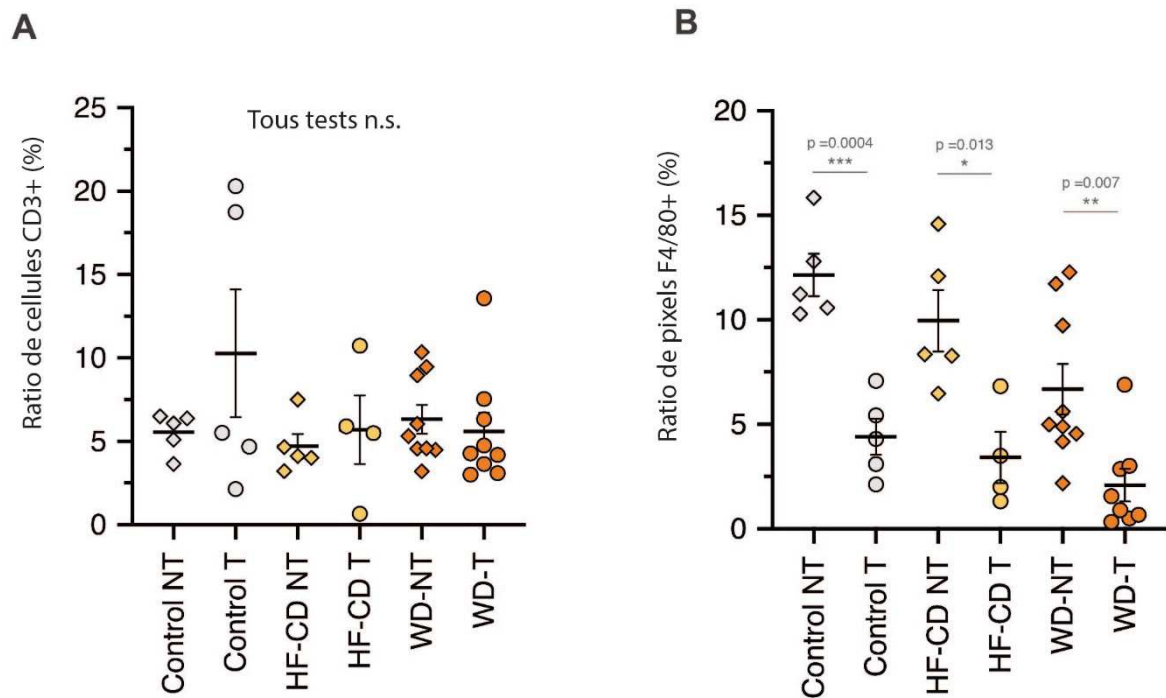 A
Ratio de cellules CD3+ (%)
25
20
15
10
5
0
Tous tests n.s.
Control NT
Control T
HF-CD NT
HF-CD T
WD-NT
WD-T
B
Ratio de pixels F4/80+ (%)
20
15
10
5
0
p =0.0004
***
p =0.013
*
p =0.007
**
Control NT
Control T
HF-CD NT
HF-CD T
WD-NT
WD-T